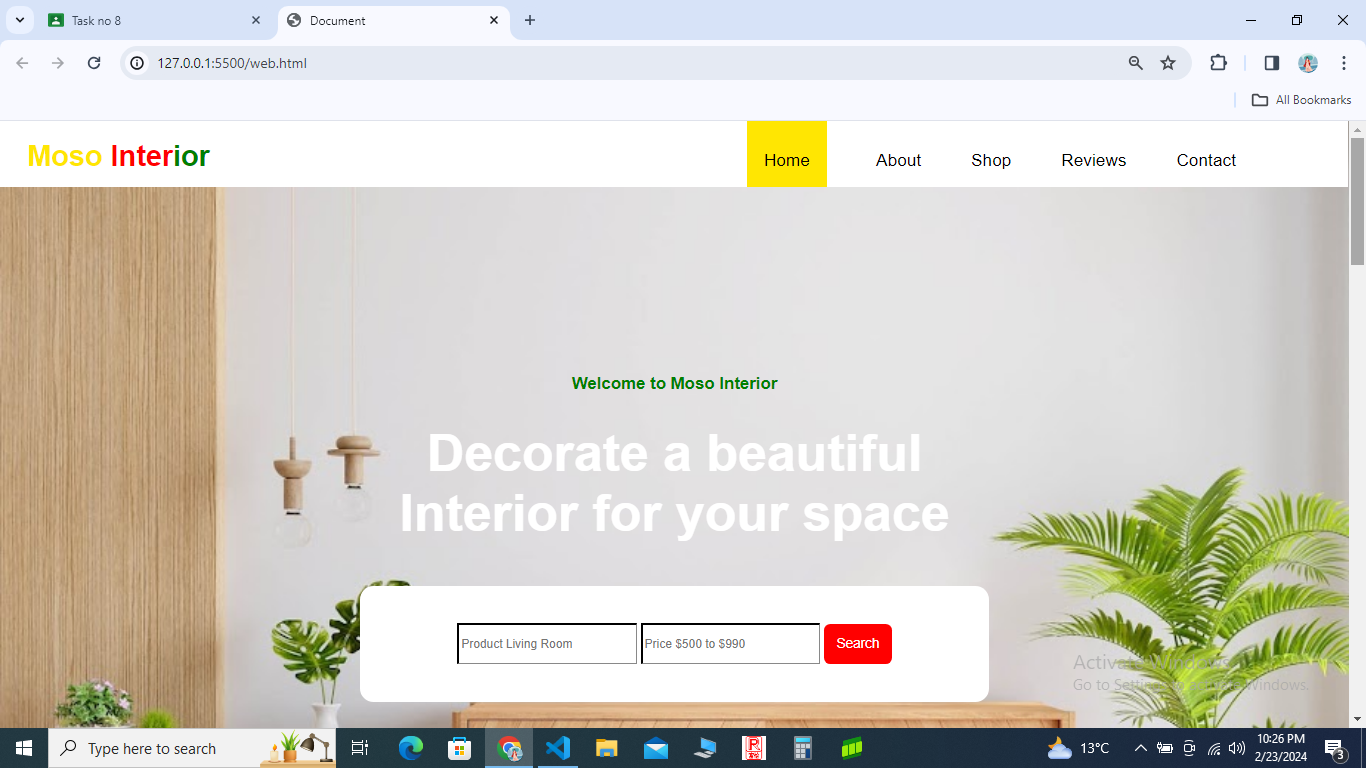 Task no 8
Document
127.0.0.1:5500/web.html
All Bookmarks
Moso Interior
Home
About
Shop
Reviews
Contact
Welcome to Moso Interior
Decorate a beautiful
Interior for your space
Product Living Room
Price $500 to $990
Search
Activate Windows
Go to Settings to activate Windows.
Type here to search
13°C
10:26 PM
2/23/2024
3